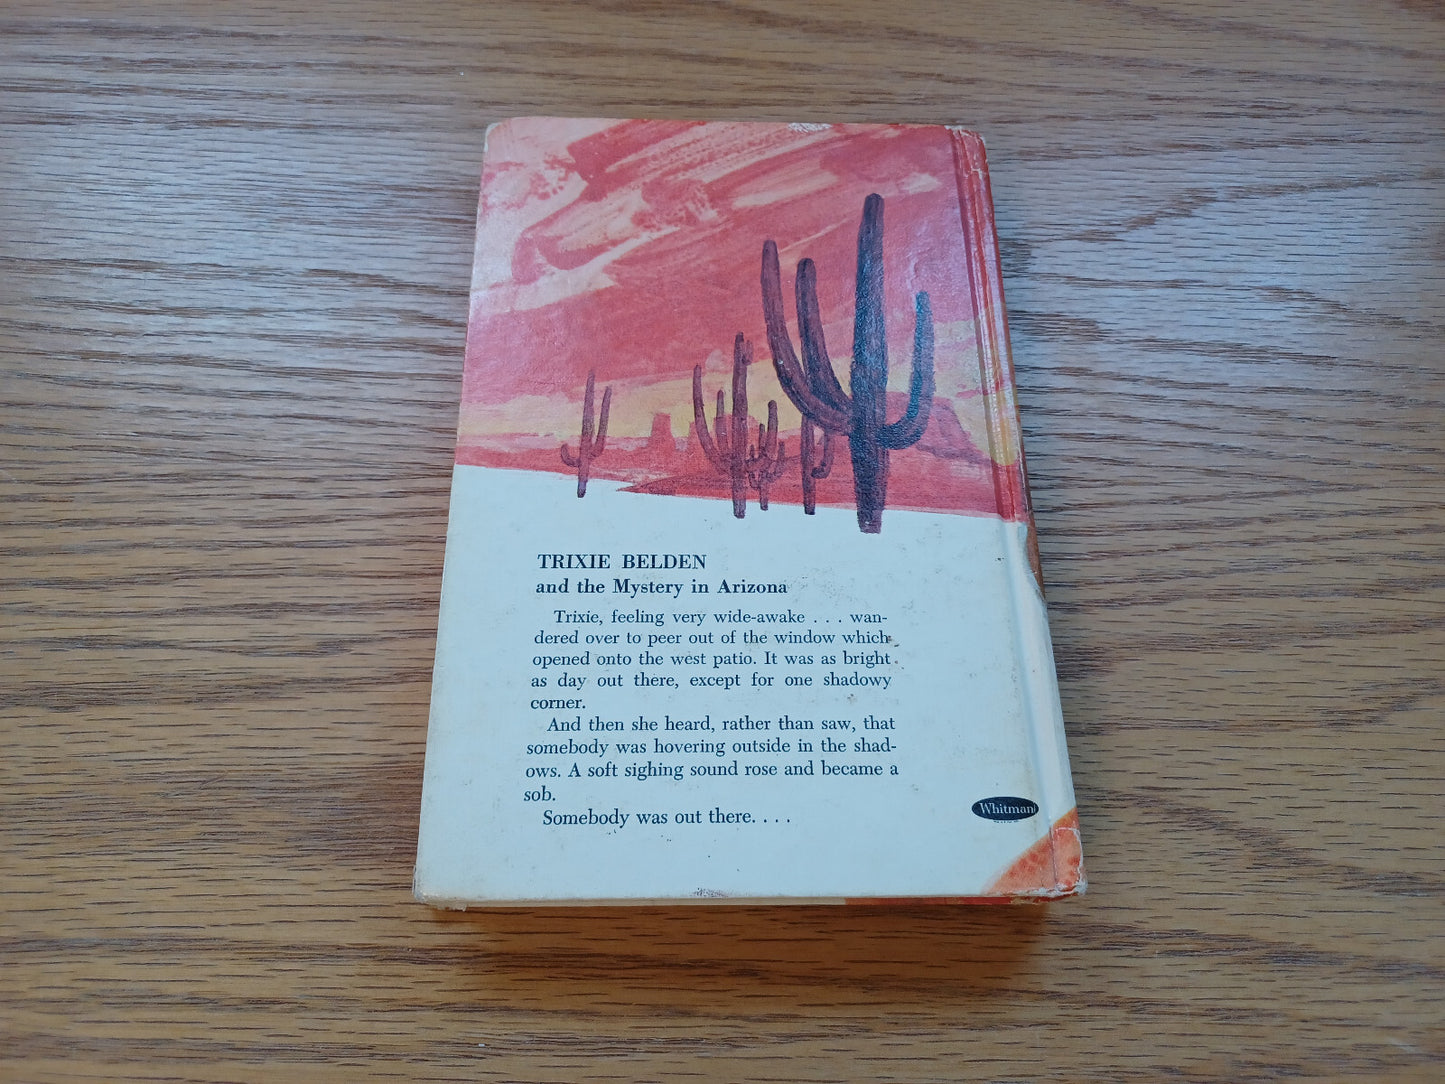 TRIXIE BELDEN
and the Mystery in Arizona
Trixie, feeling very wide-awake . . . wan-
dered over to peer out of the window which
opened onto the west patio. It was as bright
as day out there, except for one shadowy
corner.
And then she heard, rather than saw, that
somebody was hovering outside in the shad-
ows. A soft sighing sound rose and became a
sob.
Somebody was out there. . . .
Whitman